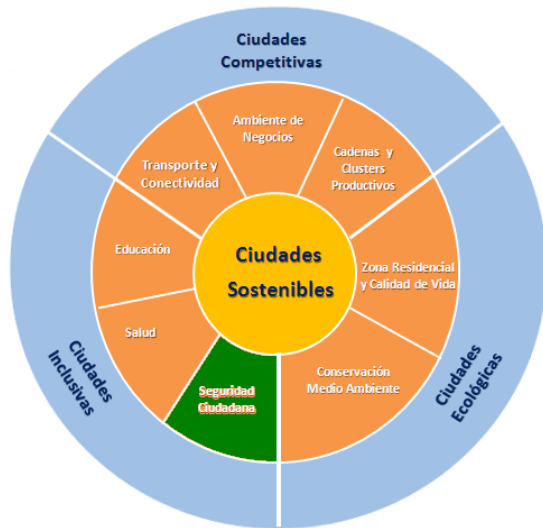 Ciudades
Competitivas
Ambiente de
Negocios
Transporte y
Conectividad
Cadenas y
Clusters
Productivos
Educación
Ciudades
Sostenibles
Zona Residencial
y Calidad de Vida
Salud
Seguridad
Ciudadana
Conservación
Medio Ambiente
Ciudades
Inclusivas
Ciudades
Ecológicas